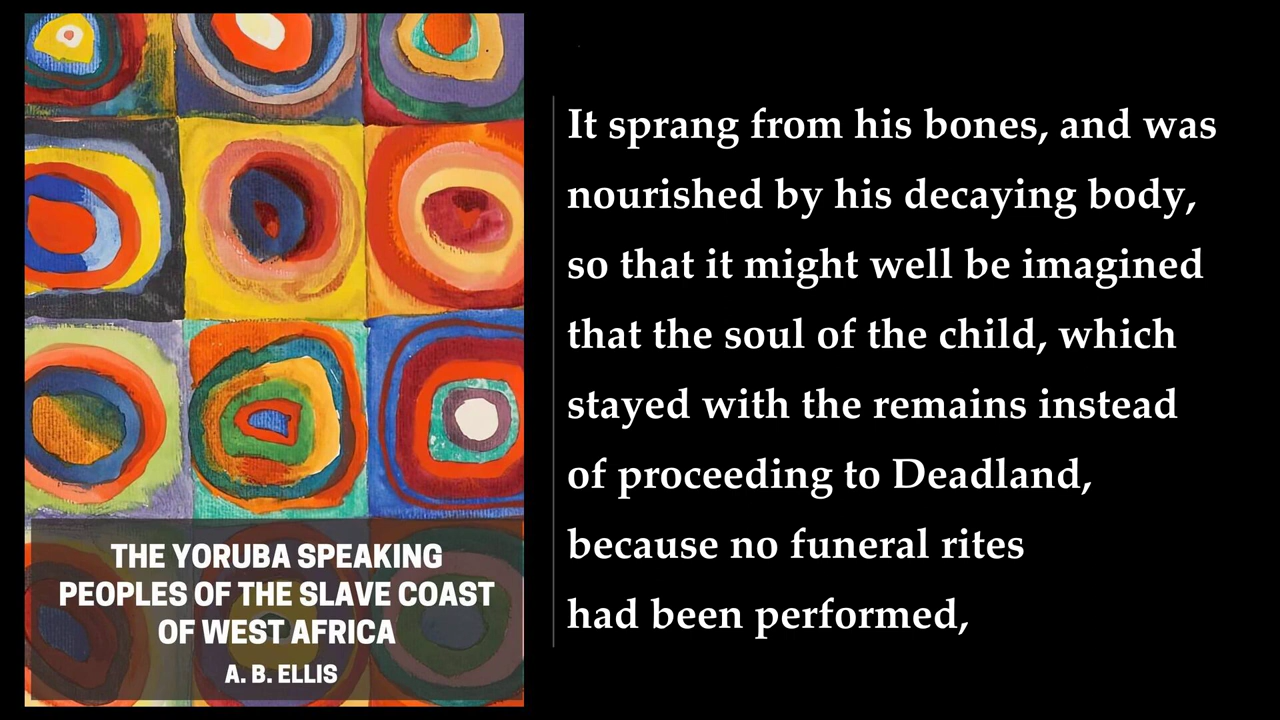 THE YORUBA SPEAKING
PEOPLES OF THE SLAVE COAST
OF WEST AFRICA
A. B. ELLIS
It sprang from his bones, and was
nourished by his decaying body,
so that it might well be imagined
that the soul of the child, which
stayed with the remains instead
of proceeding to Deadland,
because no funeral rites
had been performed,